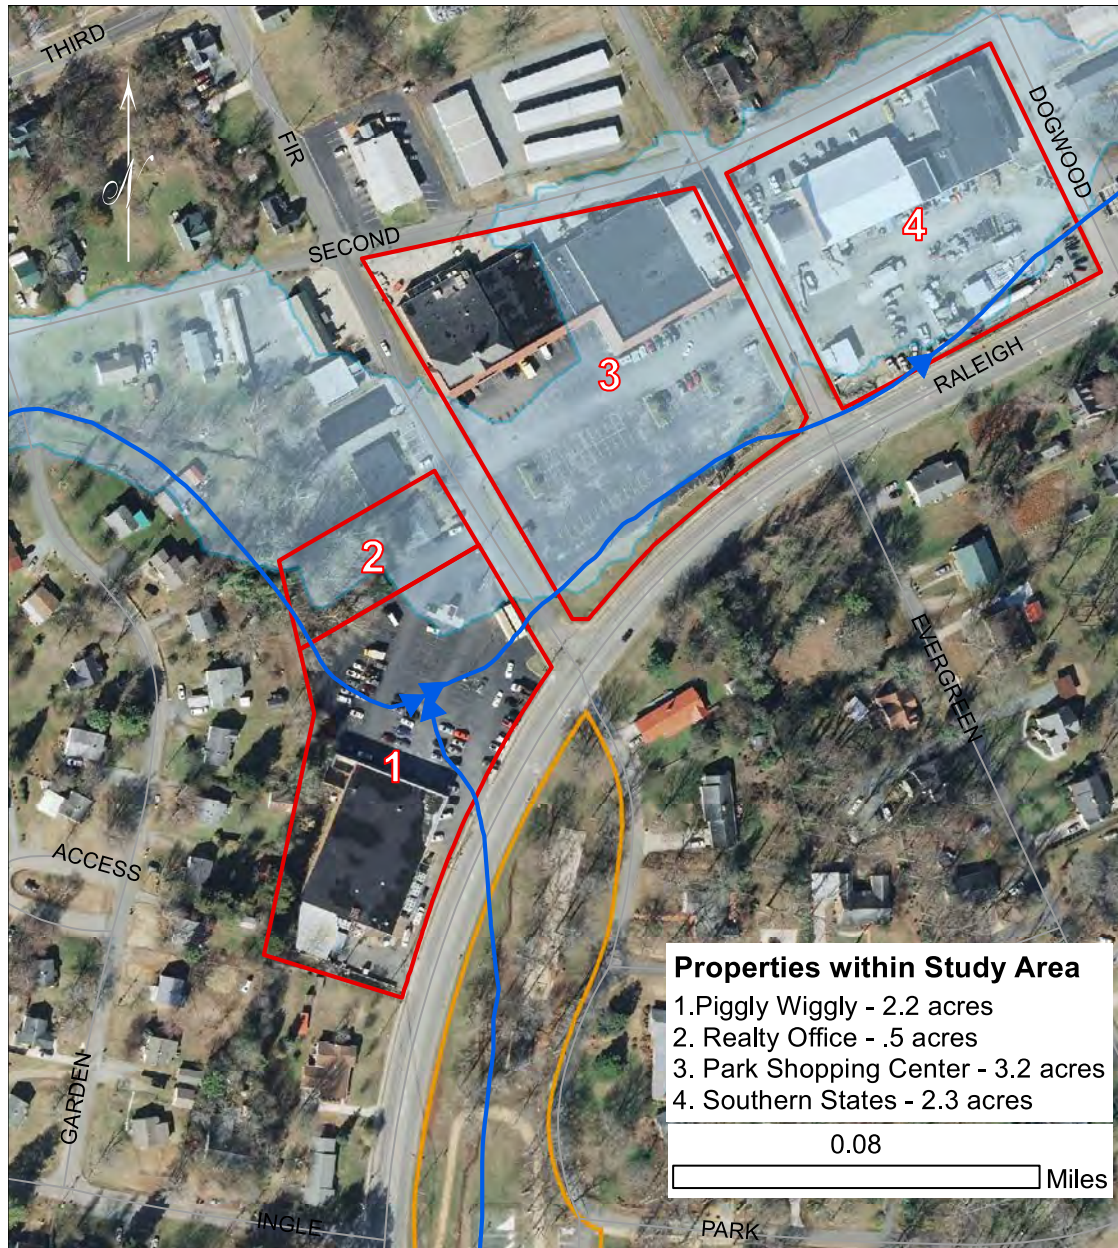 THIRD
N
FIR
DOGWOOD
SECOND
4
3
RALEIGH
2
EVERGREEN
1
ACCESS
GARDEN
INGLE
PARK
Properties within Study Area
1.Piggly Wiggly - 2.2 acres
2. Realty Office - .5 acres
3. Park Shopping Center - 3.2 acres
4. Southern States - 2.3 acres
0.08
Miles